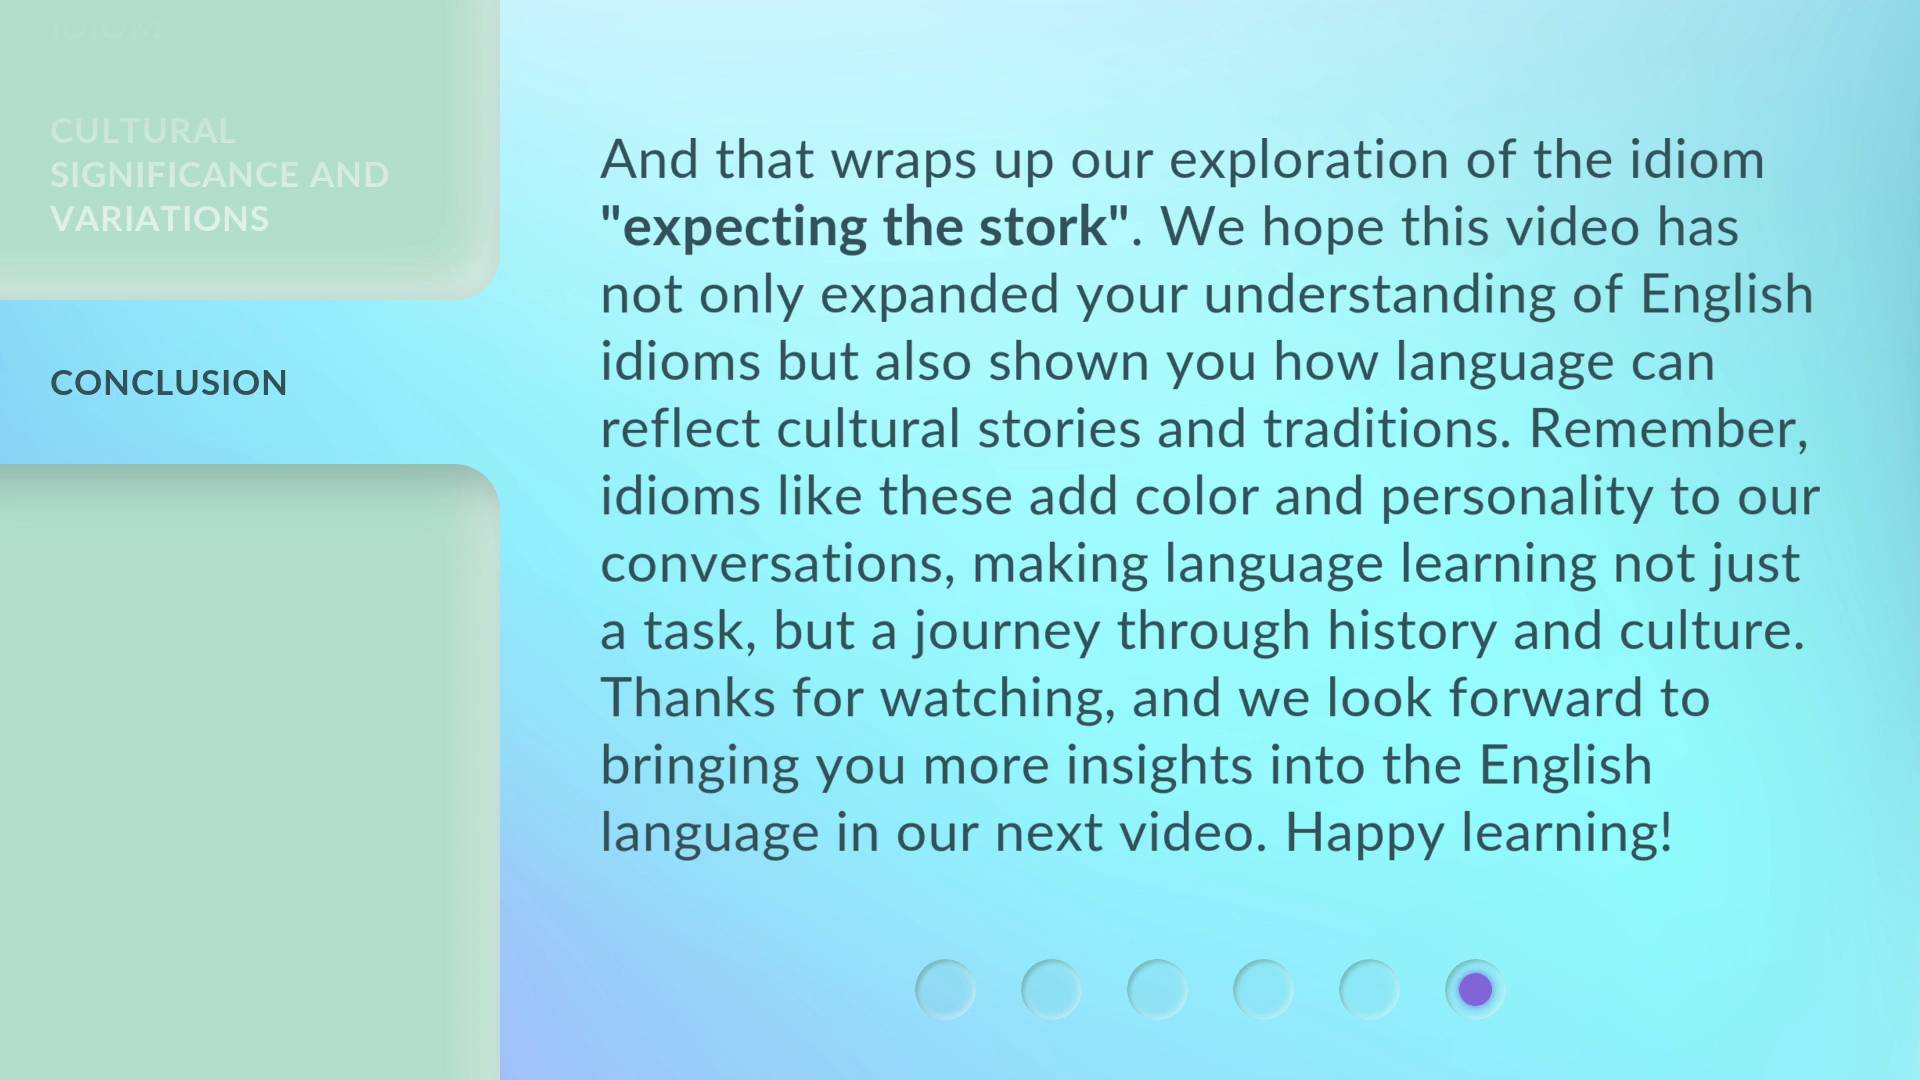 IDIOM
CULTURAL
SIGNIFICANCE AND
VARIATIONS
CONCLUSION
And that wraps up our exploration of the idiom
"expecting the stork". We hope this video has
not only expanded your understanding of English
idioms but also shown you how language can
reflect cultural stories and traditions. Remember,
idioms like these add color and personality to our
conversations, making language learning not just
a task, but a journey through history and culture.
Thanks for watching, and we look forward to
bringing you more insights into the English
language in our next video. Happy learning!